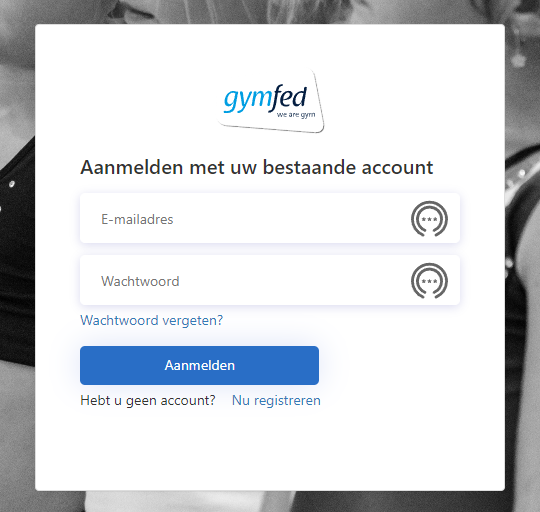 gymfed
we are gym
Aanmelden met uw bestaande account
E-mailadres
Wachtwoord
Wachtwoord vergeten?
Aanmelden
Hebt u geen account? Nu registreren